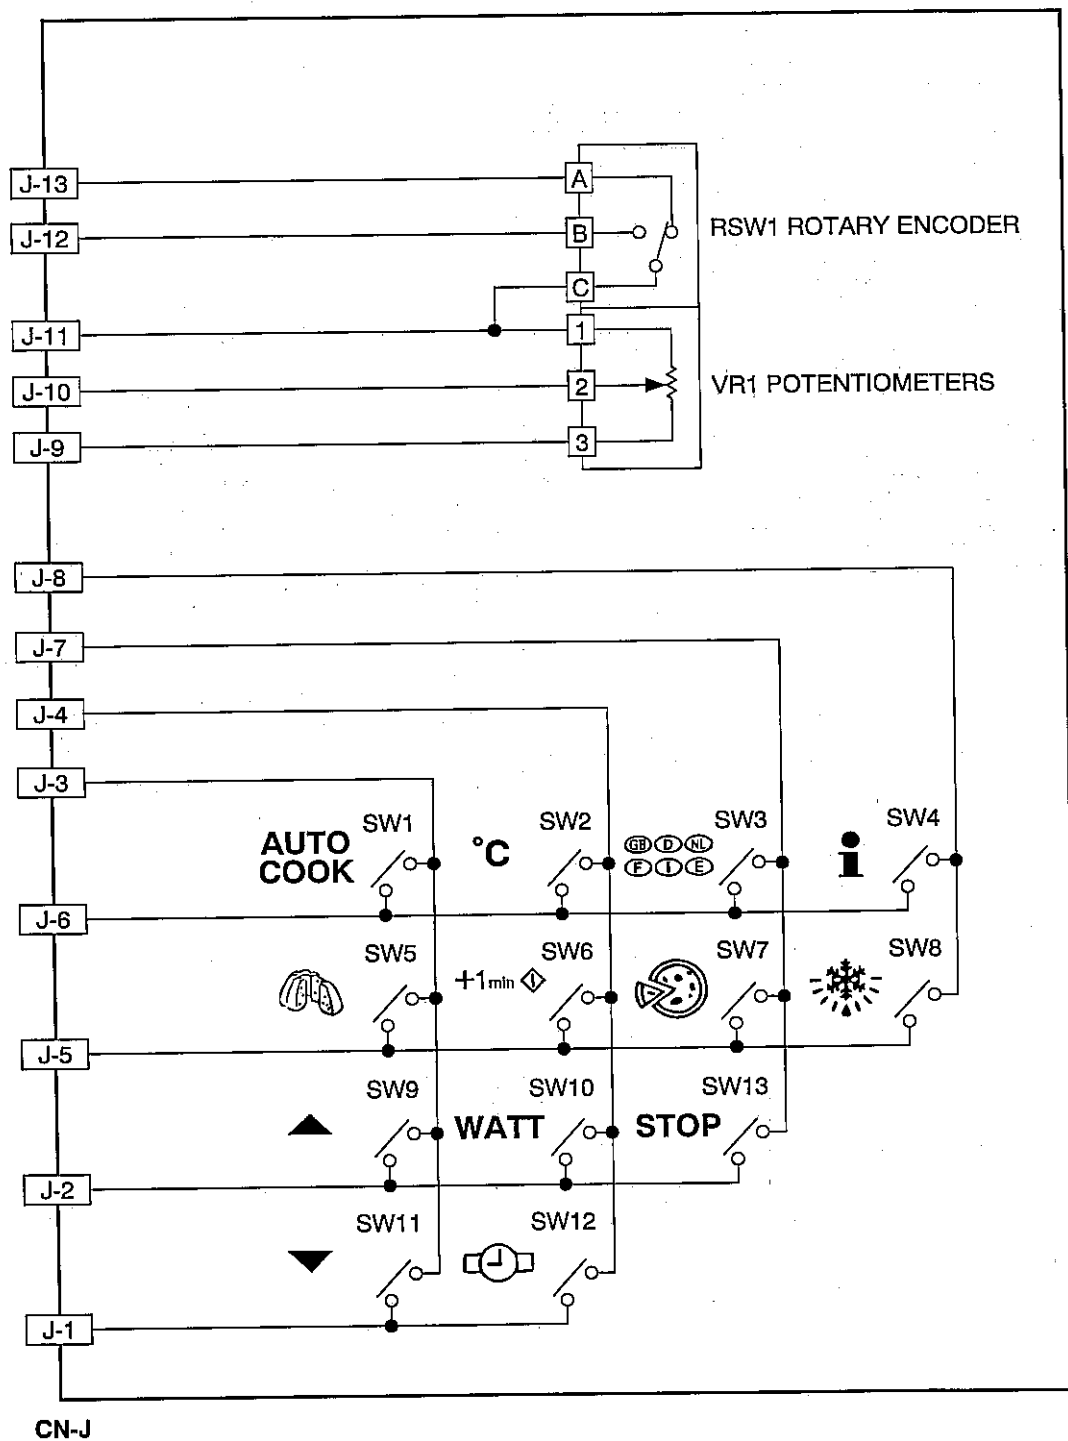 J-13
A
RSW1 ROTARY ENCODER
J-12
B
C
J-11
1
J-10
2
VR1 POTENTIOMETERS
J-9
3
J-8
J-7
J-4
J-3
SW1
SW2
SW3
SW4
AUTO
COOK
°C
GB D NL
F I E
i
J-6
SW5
SW6
SW7
SW8
+1min
J-5
SW9
SW10
SW13
WATT
STOP
J-2
SW11
SW12
J-1
CN-J